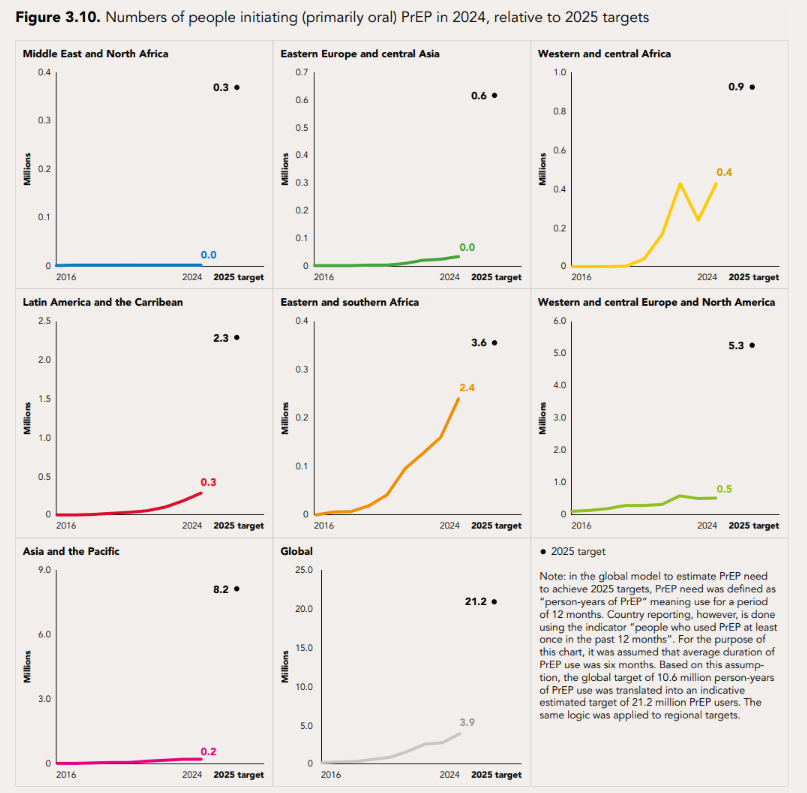 Figure 3.10. Numbers of people initiating (primarily oral) PrEP in 2024, relative to 2025 targets
Middle East and North Africa
0.4
0.3
0.2
0.1
0
Millions
0.3
0.0
2016
2024
2025 target
Eastern Europe and central Asia
0.7
0.6
0.5
0.4
0.3
0.2
0.1
0
Millions
0.6
0.0
2016
2024
2025 target
Western and central Africa
1.0
0.8
0.6
0.4
0.2
0
Millions
0.9
0.4
2016
2024
2025 target
Latin America and the Carribean
2.5
2.0
1.5
1.0
0.5
0
Millions
2.3
0.3
2016
2024
2025 target
Eastern and southern Africa
0.4
0.3
0.2
0.1
0
Millions
3.6
2.4
2016
2024
2025 target
Western and central Europe and North America
6.0
5.0
4.0
3.0
2.0
1.0
0
Millions
5.3
0.5
2016
2024
2025 target
Asia and the Pacific
9.0
6.0
3.0
0
Millions
8.2
0.2
2016
2024
2025 target
Global
25.0
20.0
15.0
10.0
5.0
0
Millions
21.2
3.9
2016
2024
2025 target
● 2025 target
Note: in the global model to estimate PrEP need
to achieve 2025 targets, PrEP need was defined as
"person-years of PrEP" meaning use for a period
of 12 months. Country reporting, however, is done
using the indicator "people who used PrEP at least
once in the past 12 months". For the purpose of
this chart, it was assumed that average duration of
PrEP use was six months. Based on this assump-
tion, the global target of 10.6 million person-years
of PrEP use was translated into an indicative
estimated target of 21.2 million PrEP users. The
same logic was applied to regional targets.